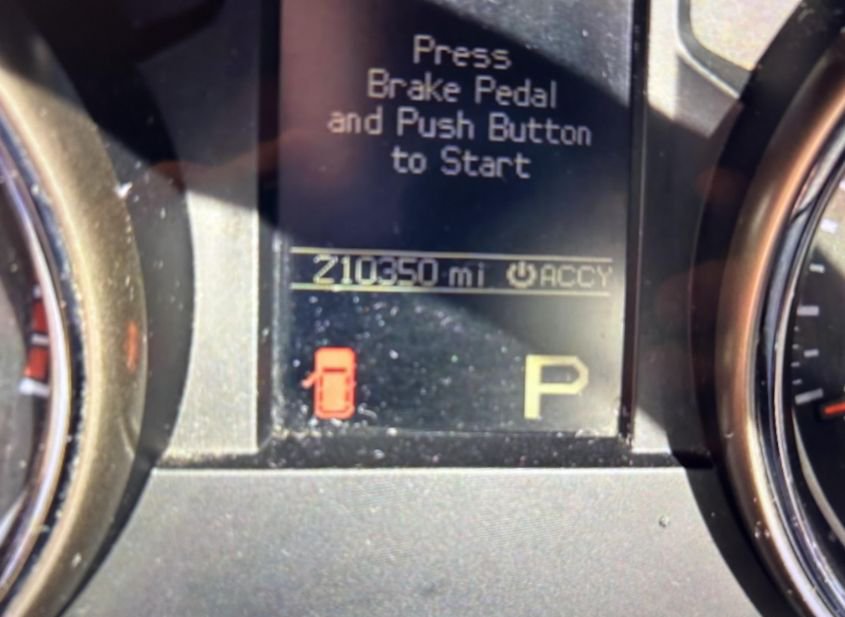 Press
Brake Pedal
and Push Button
to Start
210350 mi ACCY
P